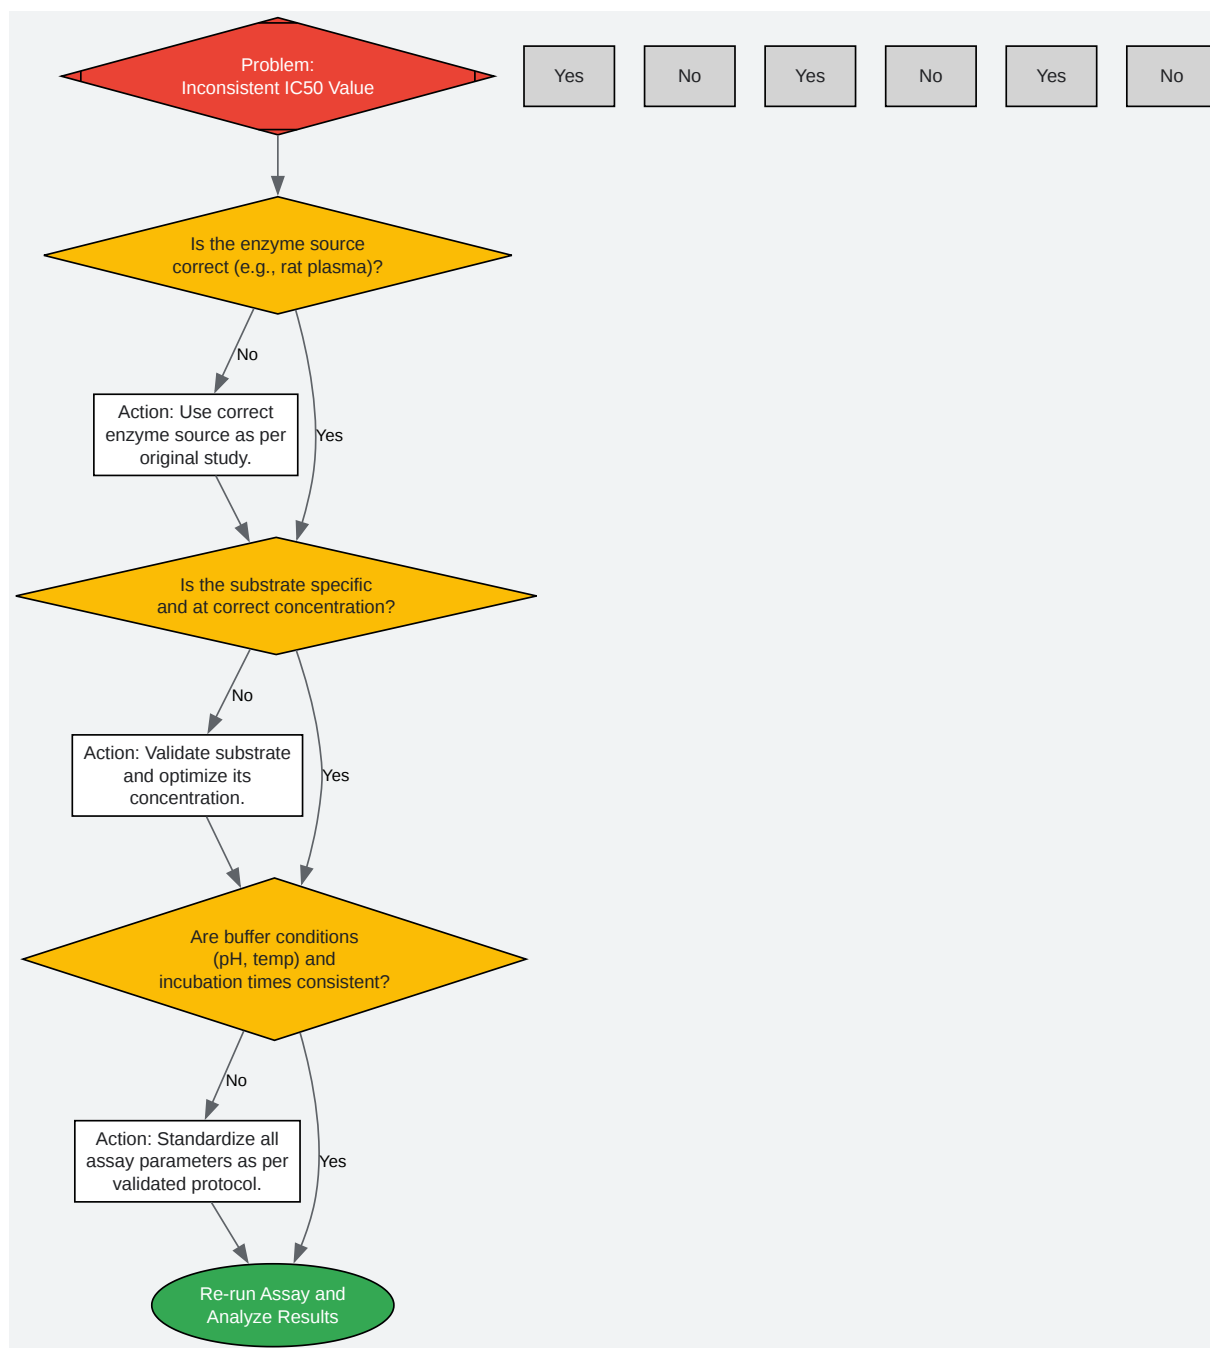 Problem:
Inconsistent IC50 Value
Yes
No
Yes
No
Yes
No
Is the enzyme source
correct (e.g., rat plasma)?
No
Action: Use correct
enzyme source as per
original study.
Yes
Is the substrate specific
and at correct concentration?
No
Action: Validate substrate
and optimize its
concentration.
Yes
Are buffer conditions
(pH, temp) and
incubation times consistent?
No
Action: Standardize all
assay parameters as per
validated protocol.
Yes
Re-run Assay and
Analyze Results